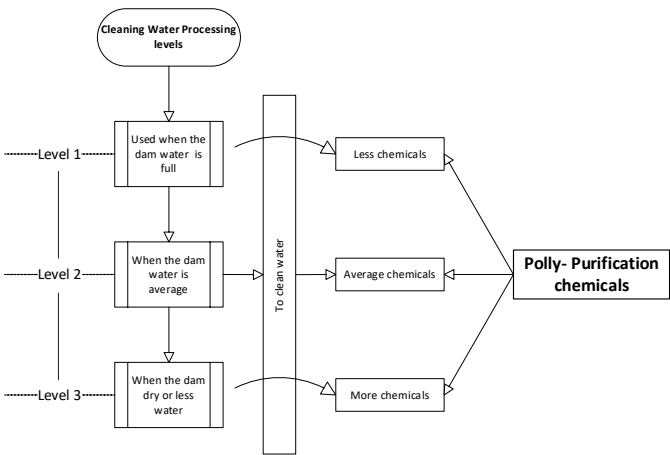 Cleaning Water Processing
levels
Level 1
Used when the
dam water is
full
Less chemicals
Level 2
When the dam
water is
average
To clean water
Average chemicals
Polly- Purification
chemicals
Level 3
When the dam
dry or less
water
More chemicals